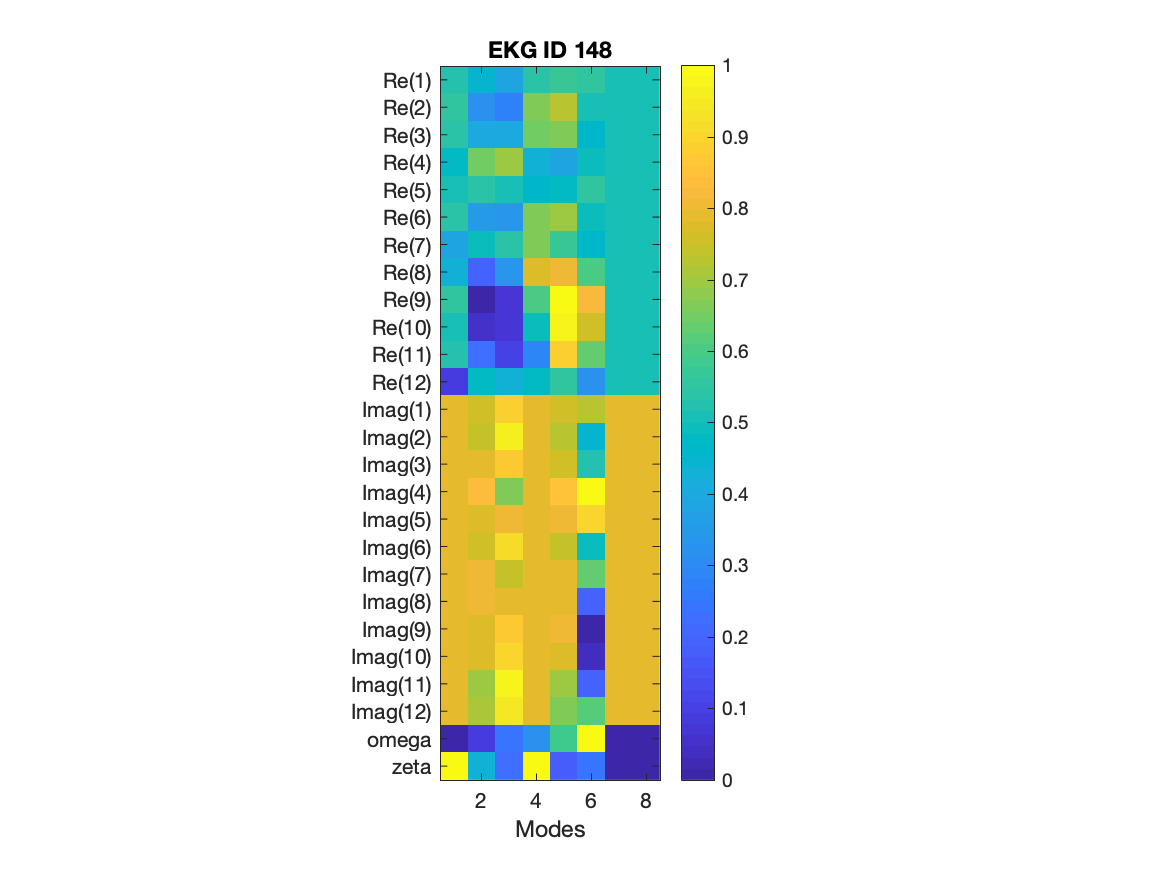 EKG ID 148
Re(1)
Re(2)
Re(3)
Re(4)
Re(5)
Re(6)
Re(7)
Re(8)
Re(9)
Re(10)
Re(11)
Re(12)
Imag(1)
Imag(2)
Imag(3)
Imag(4)
Imag(5)
Imag(6)
Imag(7)
Imag(8)
Imag(9)
Imag(10)
Imag(11)
Imag(12)
omega
zeta
2 4 6 8
Modes
1
0.9
0.8
0.7
0.6
0.5
0.4
0.3
0.2
0.1
0